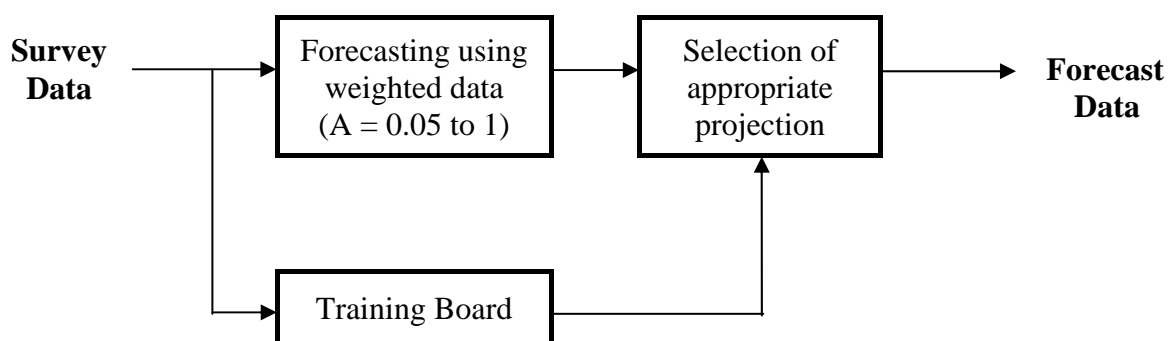 Survey
Data
Forecasting using
weighted data
(A = 0.05 to 1)
Selection of
appropriate
projection
Forecast
Data
Training Board